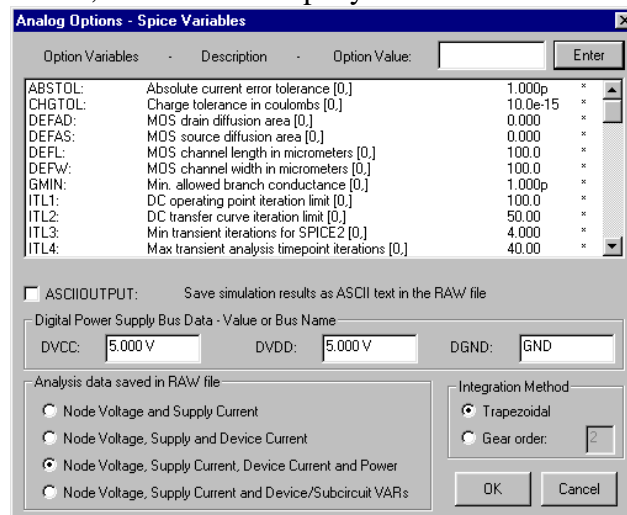 Analog Options - Spice Variables
Option Variables - Description - Option Value: Enter
ABSTOL: Absolute current error tolerance [0,] 1.000p *
CHGTOL: Charge tolerance in coulombs [0,] 10.0e-15 *
DEFAD: MOS drain diffusion area [0,] 0.000 *
DEFAS: MOS source diffusion area [0,] 0.000 *
DEFL: MOS channel length in micrometers [0,] 100.0 *
DEFW: MOS channel width in micrometers [0,] 100.0 *
GMIN: Min. allowed branch conductance [0,] 1.000p *
ITL1: DC operating point iteration limit [0,] 100.0 *
ITL2: DC transfer curve iteration limit [0,] 50.00 *
ITL3: Min transient iterations for SPICE2 [0,] 4.000 *
ITL4: Max transient analysis timepoint iterations [0,] 40.00 *
ASCIIOUTPUT: Save simulation results as ASCII text in the RAW file
Digital Power Supply Bus Data - Value or Bus Name
DVCC: 5.000 V DVDD: 5.000 V DGND: GND
Analysis data saved in RAW file
Node Voltage and Supply Current
Node Voltage, Supply and Device Current
Node Voltage, Supply Current, Device Current and Power
Node Voltage, Supply Current and Device/Subcircuit VARs
Integration Method
Trapezoidal
Gear order: 2
OK Cancel